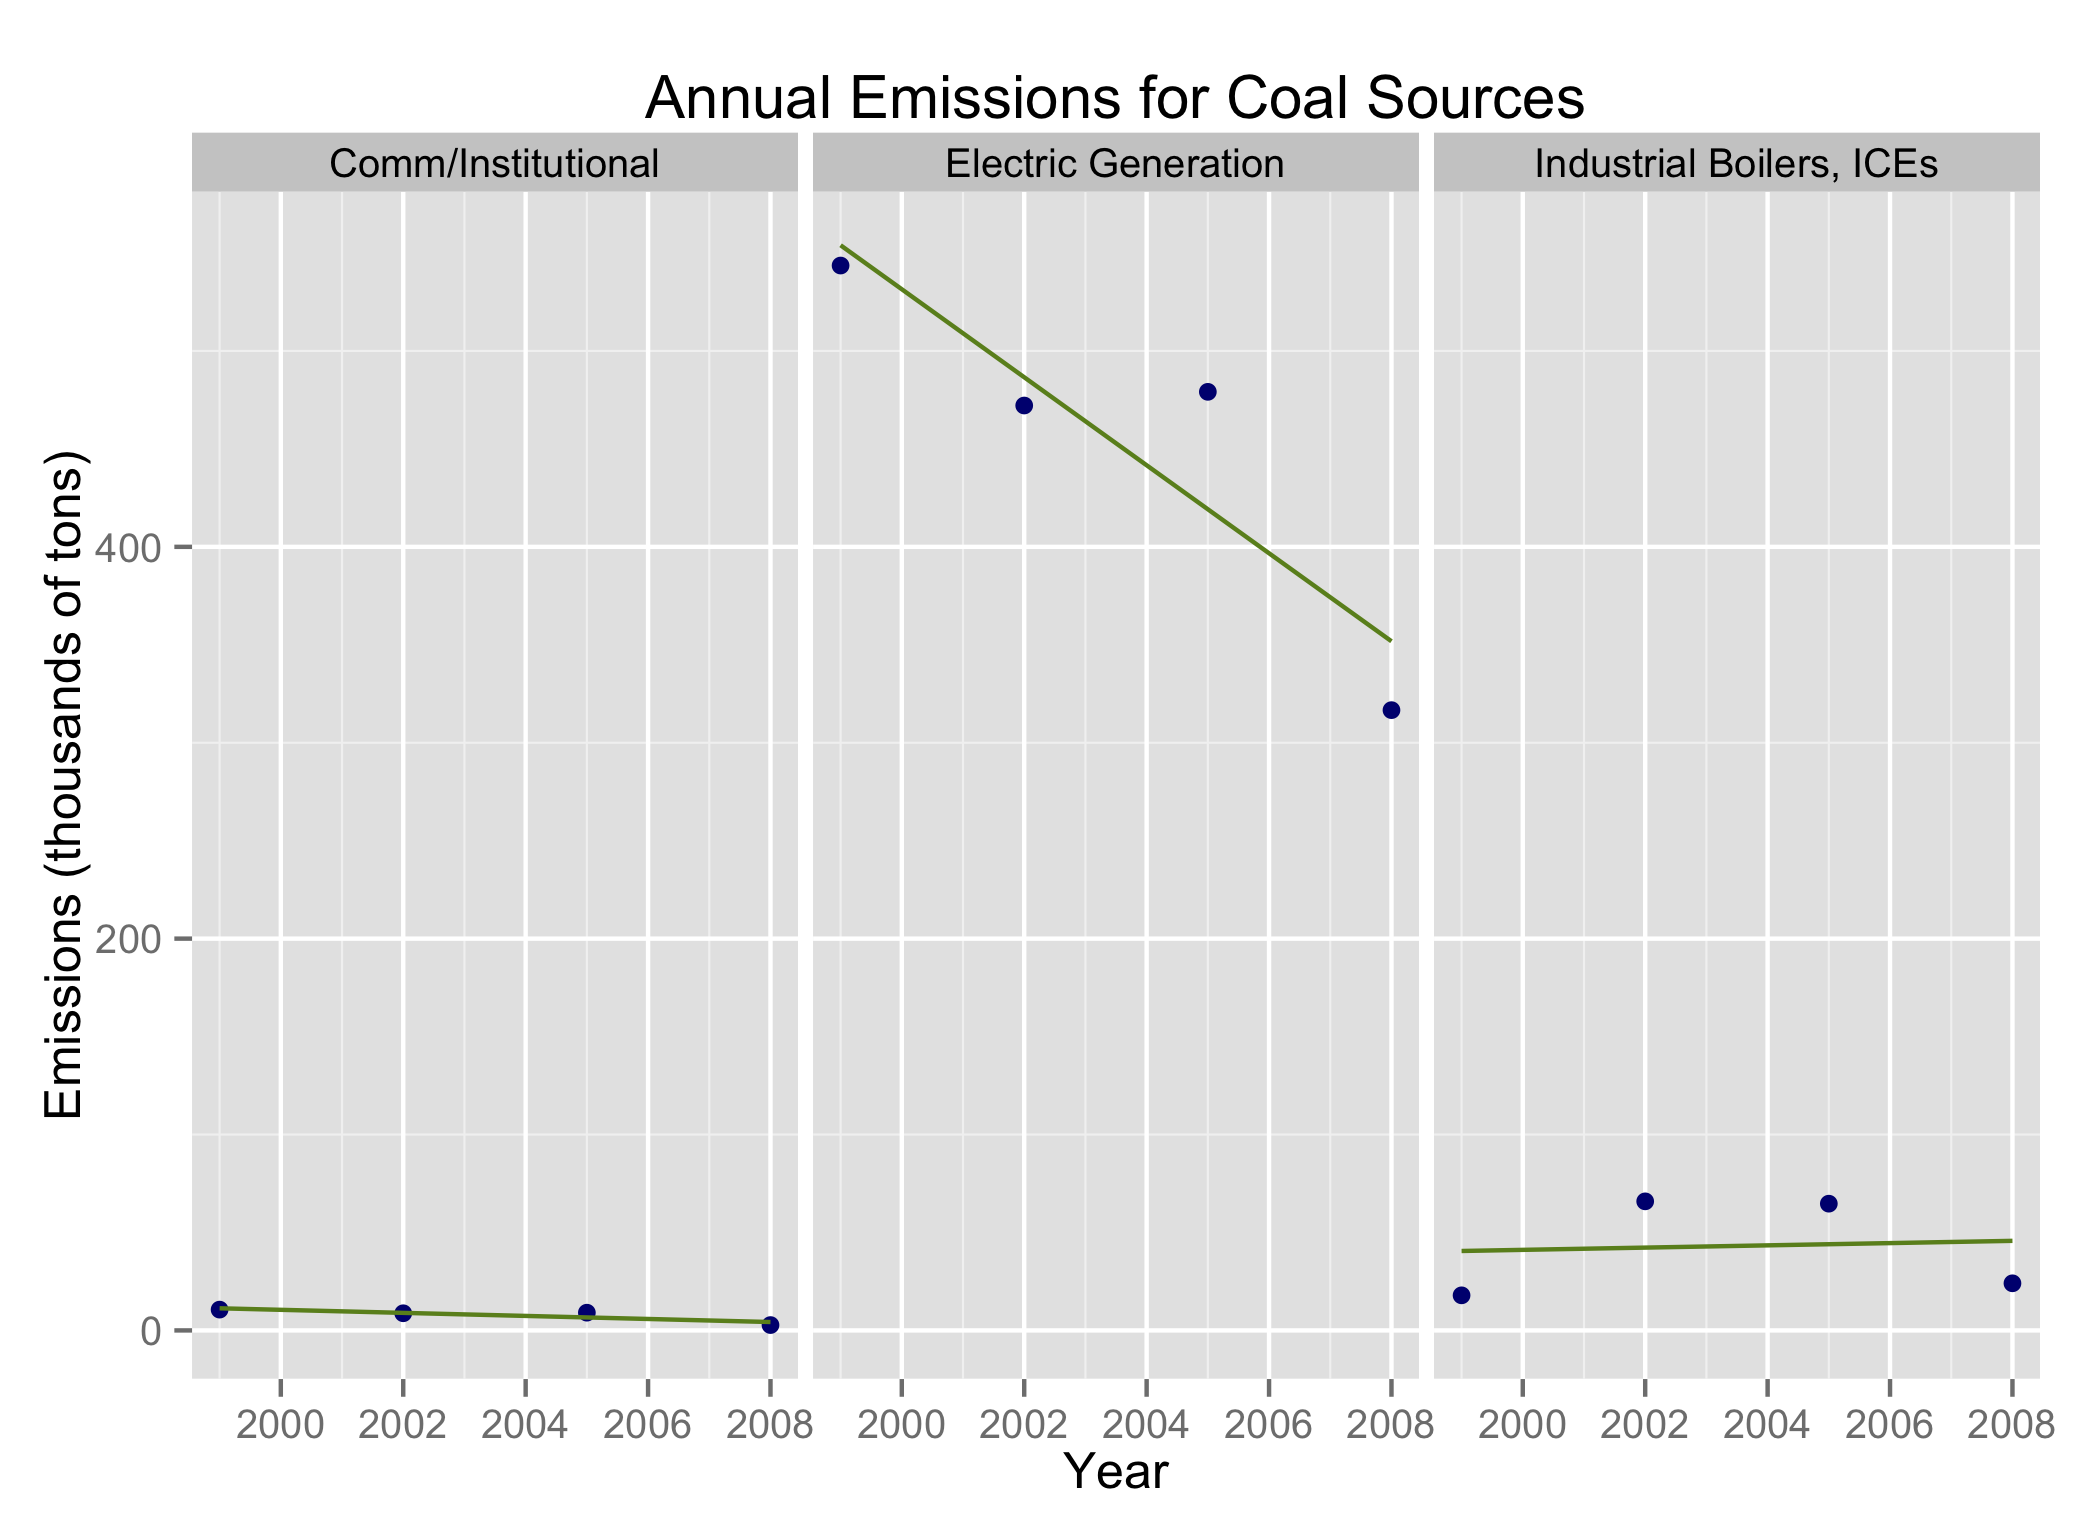 Annual Emissions for Coal Sources
Comm/Institutional
Electric Generation
Industrial Boilers, ICEs
Emissions (thousands of tons)
400
200
0
2000 2002 2004 2006 2008 2000 2002 2004 2006 2008 2000 2002 2004 2006 2008
Year